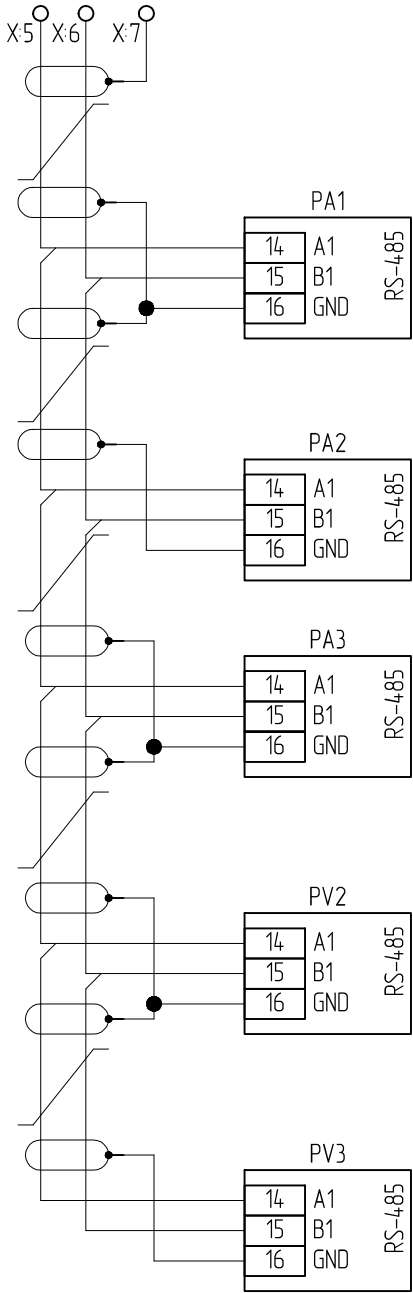 X:5 X:6 X:7
PA1
14 A1
15 B1
16 GND
RS-485
PA2
14 A1
15 B1
16 GND
RS-485
PA3
14 A1
15 B1
16 GND
RS-485
PV2
14 A1
15 B1
16 GND
RS-485
PV3
14 A1
15 B1
16 GND
RS-485